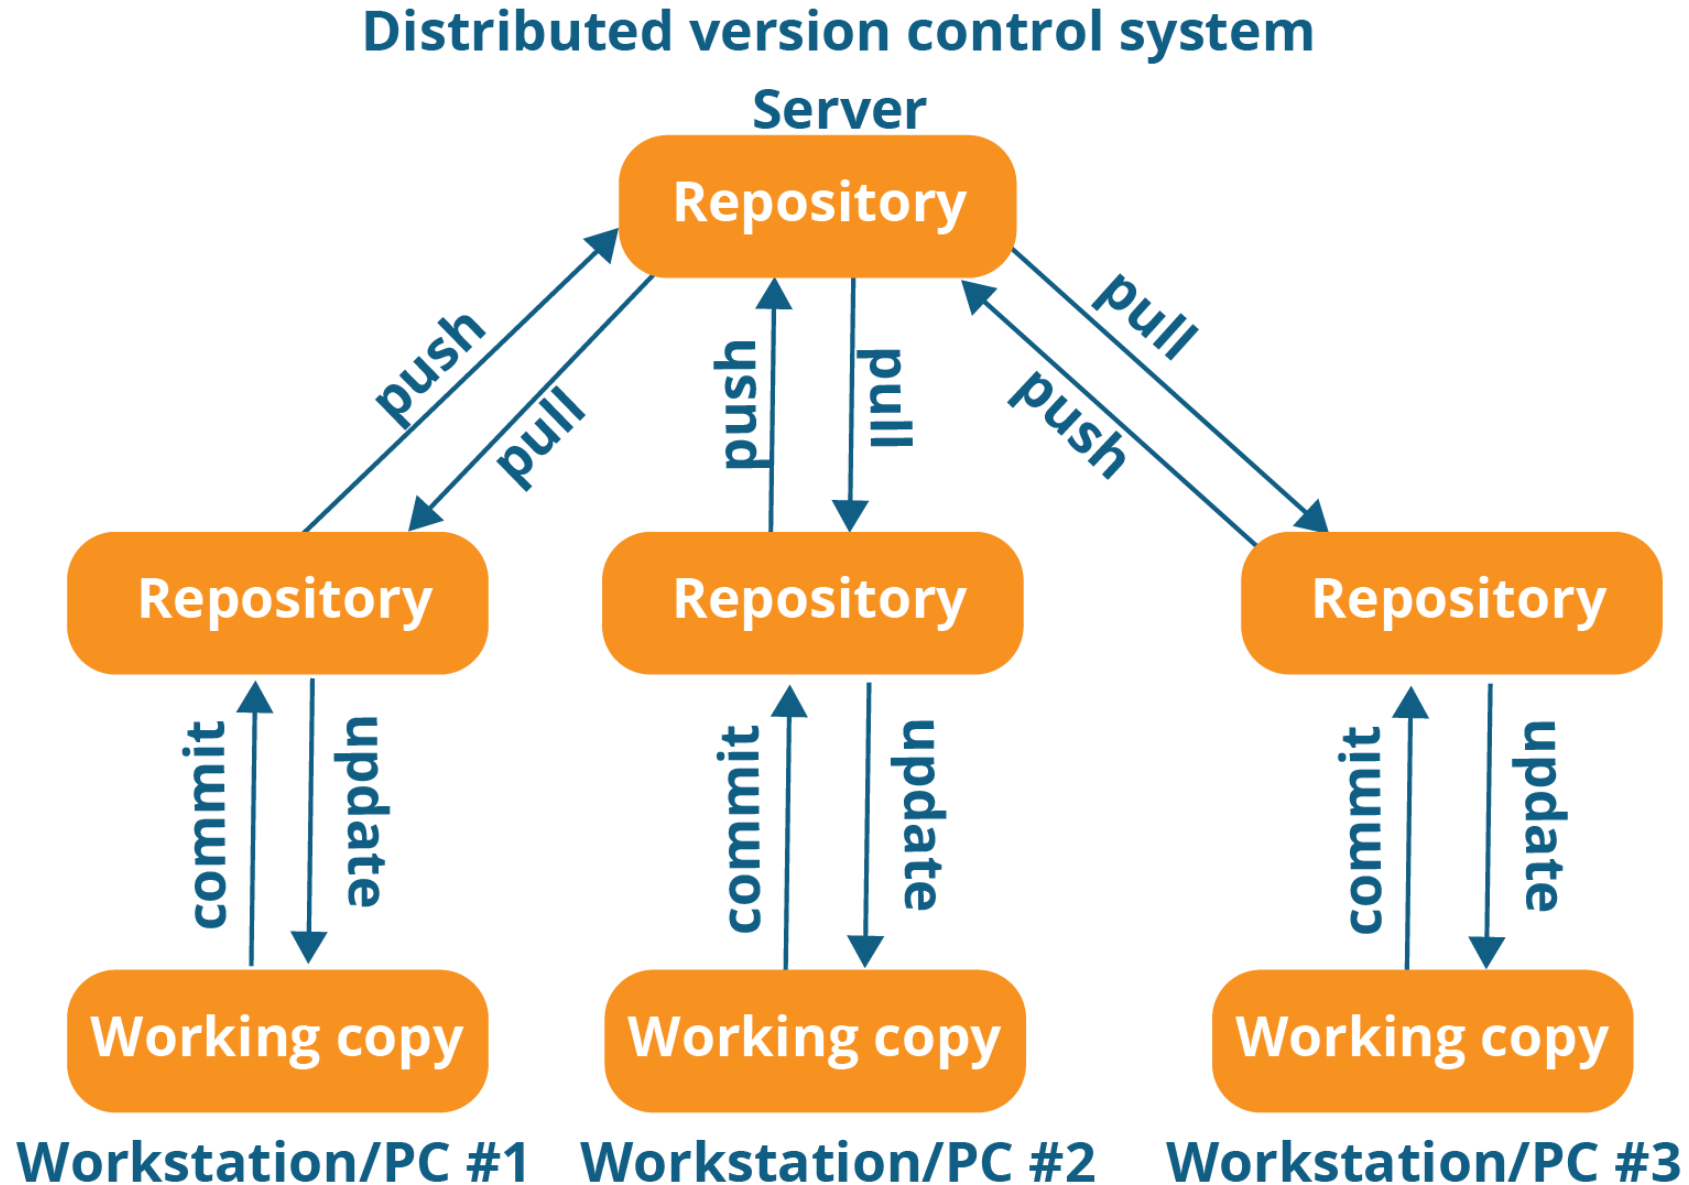 Distributed version control system
Server
Repository
push
pull
push
pull
push
pull
Repository
Repository
Repository
commit
update
commit
update
commit
update
Working copy
Working copy
Working copy
Workstation/PC #1
Workstation/PC #2
Workstation/PC #3